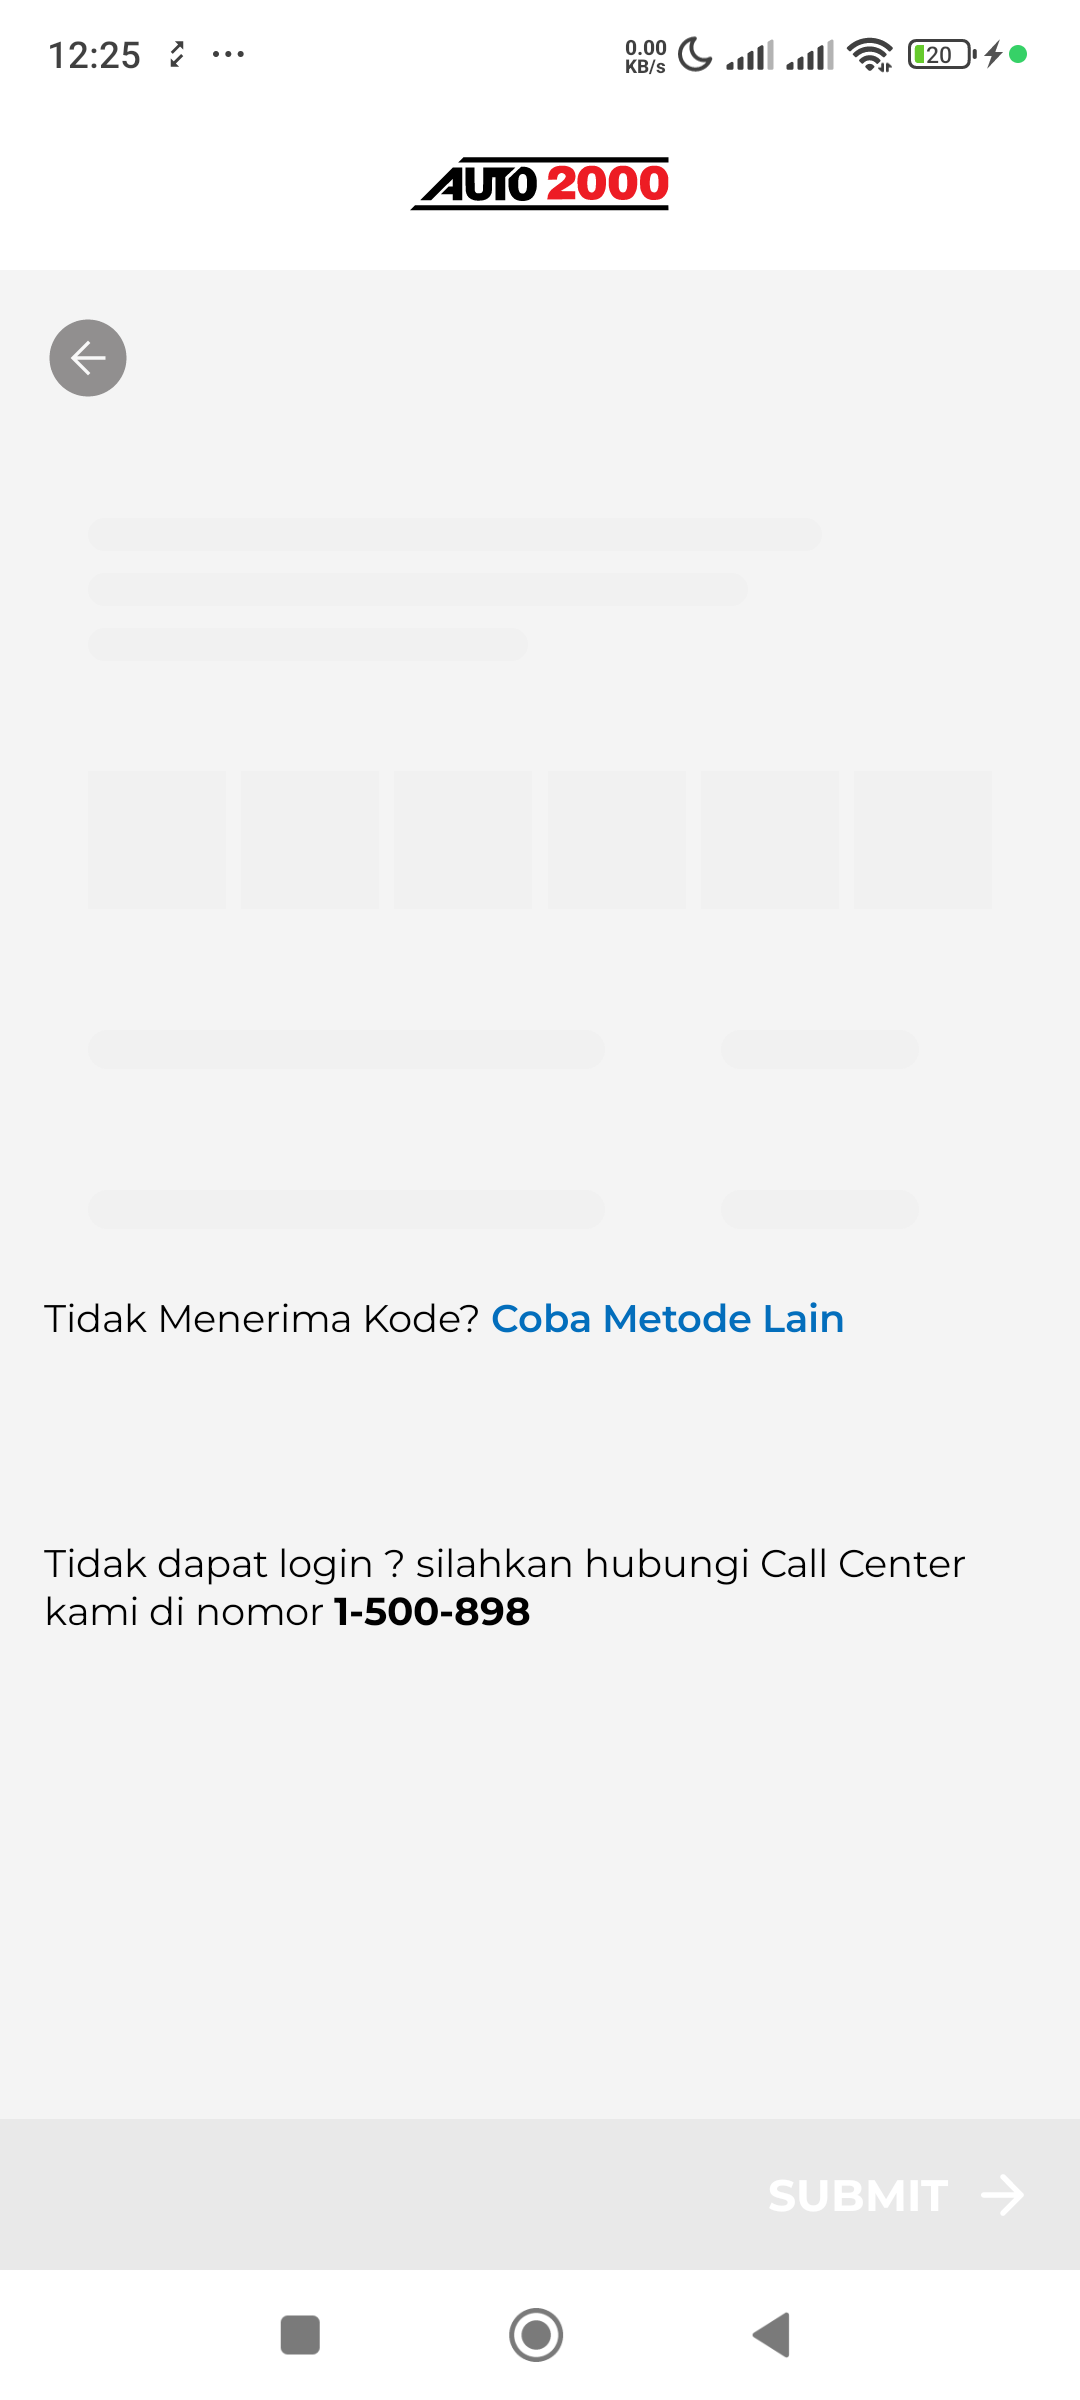 12:25
0.00
KB/s
20
AUTO 2000
Tidak Menerima Kode? Coba Metode Lain
Tidak dapat login ? silahkan hubungi Call Center
kami di nomor 1-500-898
SUBMIT